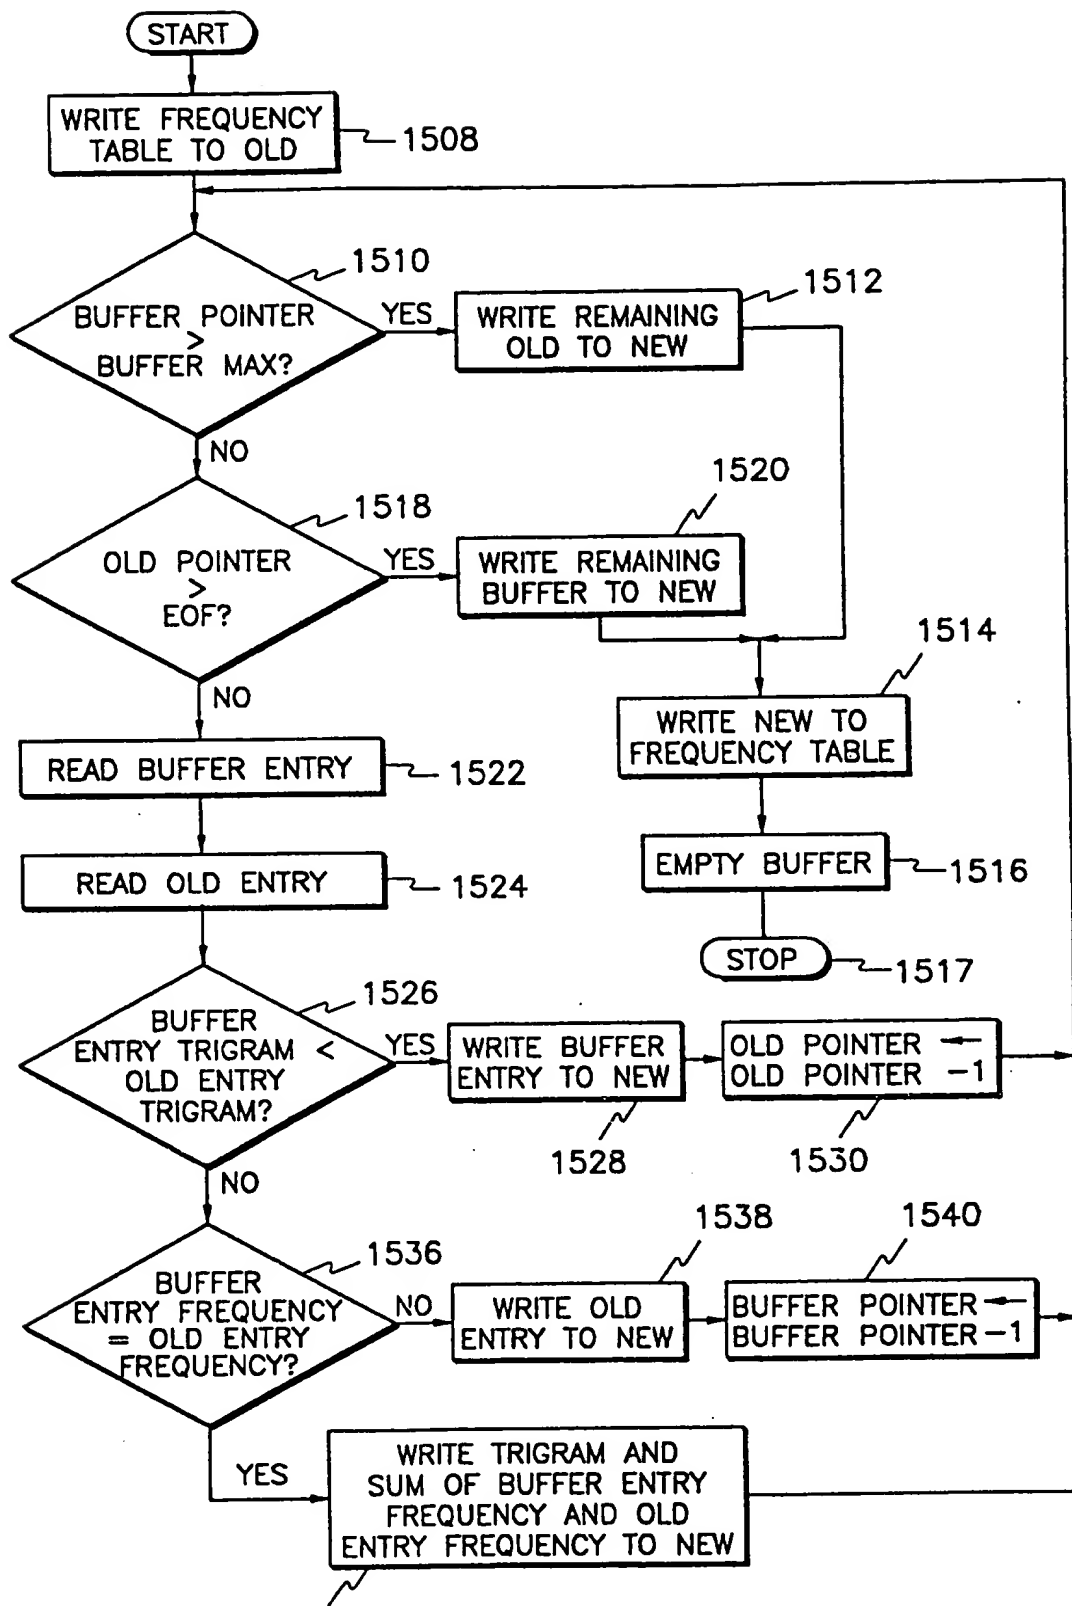 START
WRITE FREQUENCY
TABLE TO OLD
1508
1510
BUFFER POINTER
>
BUFFER MAX?
YES
NO
WRITE REMAINING
OLD TO NEW
1512
1518
OLD POINTER
>
EOF?
YES
NO
1520
WRITE REMAINING
BUFFER TO NEW
1514
WRITE NEW TO
FREQUENCY TABLE
READ BUFFER ENTRY
1522
EMPTY BUFFER
1516
READ OLD ENTRY
1524
STOP
1517
1526
BUFFER
ENTRY TRIGRAM <
OLD ENTRY
TRIGRAM?
YES
NO
WRITE BUFFER
ENTRY TO NEW
1528
OLD POINTER ←
OLD POINTER -1
1530
1536
BUFFER
ENTRY FREQUENCY
= OLD ENTRY
FREQUENCY?
NO
YES
1538
WRITE OLD
ENTRY TO NEW
1540
BUFFER POINTER ←
BUFFER POINTER -1
WRITE TRIGRAM AND
SUM OF BUFFER ENTRY
FREQUENCY AND OLD
ENTRY FREQUENCY TO NEW